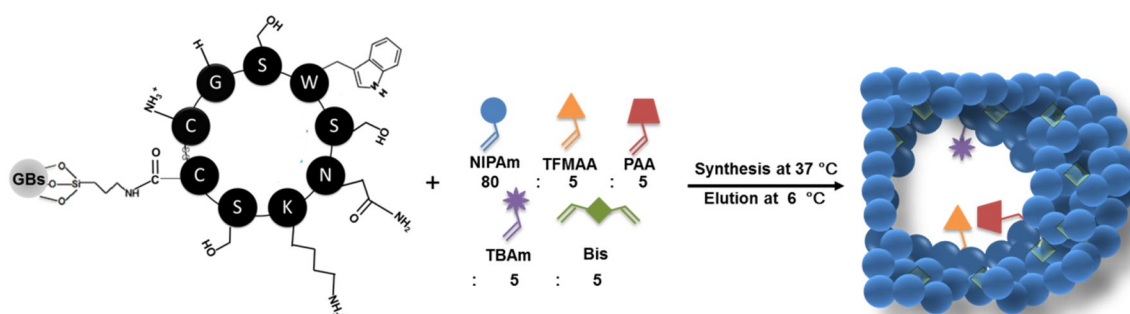 OH
H
S
G
W
N
H
NH₃⁺
C
S
OH
O
GBs
O
O
Si
NH
O
C
C
N
S
K
O
NH₂
HO
NH₂
+
NIPAm TFMAA PAA
80 : 5 : 5
TBAm Bis
: 5 : 5
Synthesis at 37 °C
Elution at 6 °C